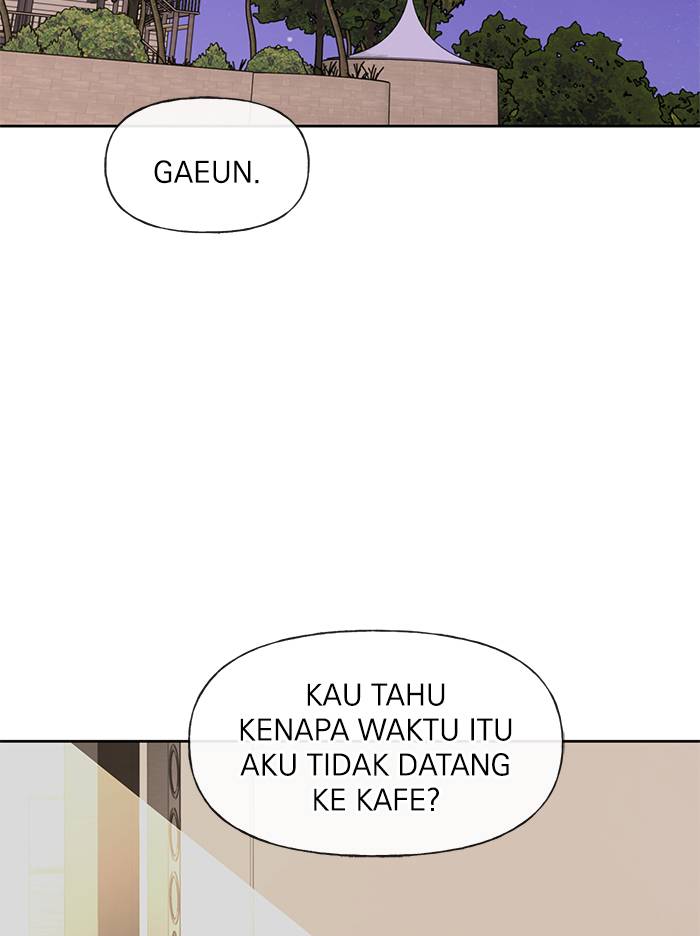 GAEUN.
KAU TAHU
KENAPA WAKTU ITU
AKU TIDAK DATANG
KE KAFE?